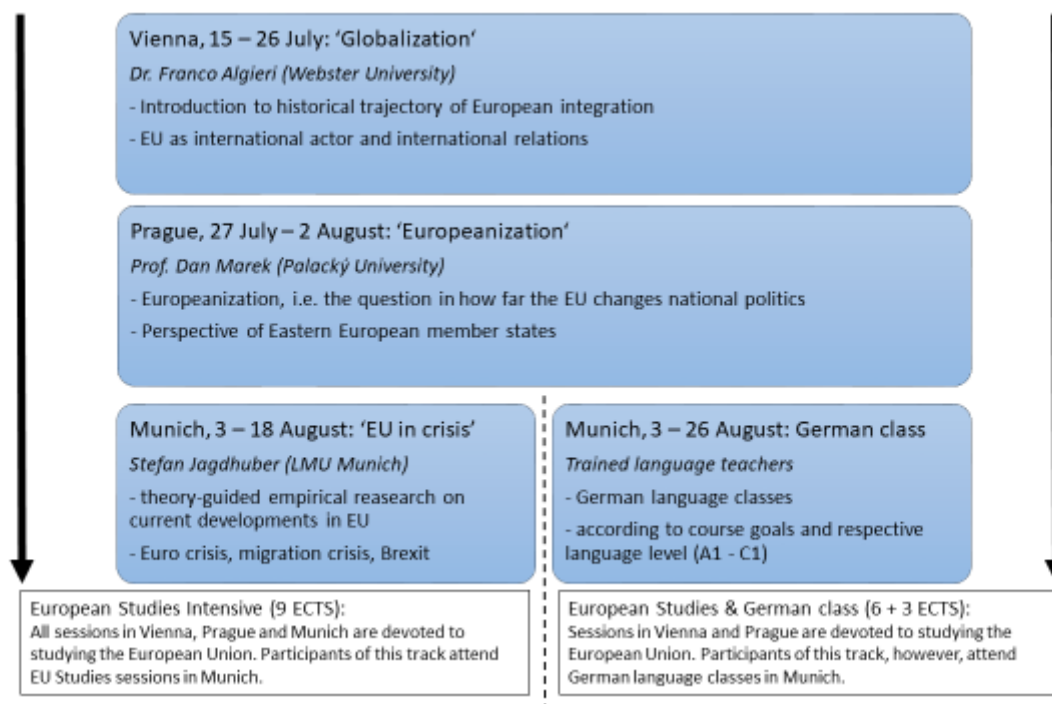 Vienna, 15 – 26 July: ‘Globalization‘
Dr. Franco Algieri (Webster University)
- Introduction to historical trajectory of European integration
- EU as international actor and international relations
Prague, 27 July – 2 August: ‘Europeanization‘
Prof. Dan Marek (Palacký University)
- Europeanization, i.e. the question in how far the EU changes national politics
- Perspective of Eastern European member states
Munich, 3 – 18 August: ‘EU in crisis’
Stefan Jagdhuber (LMU Munich)
- theory-guided empirical reasearch on
current developments in EU
- Euro crisis, migration crisis, Brexit
Munich, 3 – 26 August: German class
Trained language teachers
- German language classes
- according to course goals and respective
language level (A1 - C1)
European Studies Intensive (9 ECTS):
All sessions in Vienna, Prague and Munich are devoted to
studying the European Union. Participants of this track attend
EU Studies sessions in Munich.
European Studies & German class (6 + 3 ECTS):
Sessions in Vienna and Prague are devoted to studying the
European Union. Participants of this track, however, attend
German language classes in Munich.